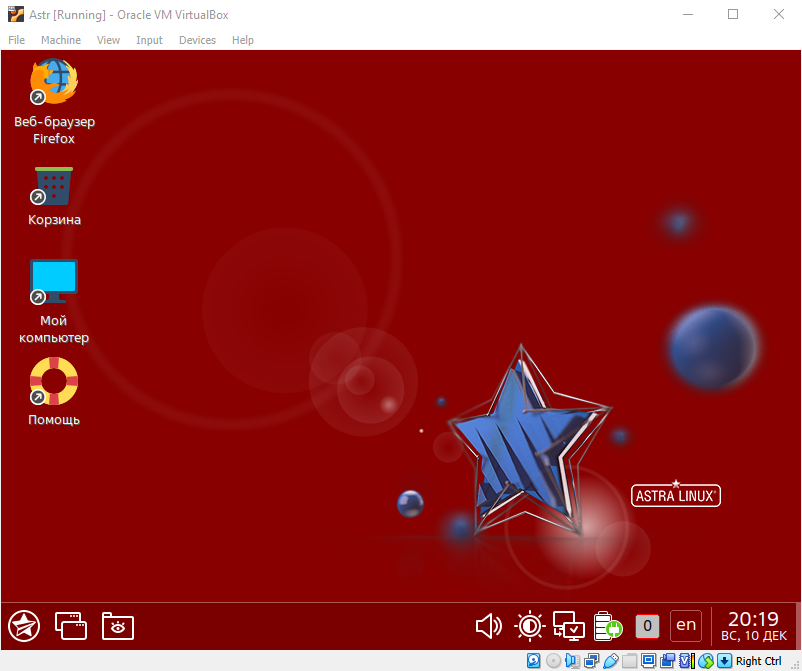 Astr [Running] - Oracle VM VirtualBox
File Machine View Input Devices Help
Веб-браузер
Firefox
Корзина
Мой
компьютер
Помощь
ASTRA LINUX®
0
en
20:19
ВС, 10 ДЕК
Right Ctrl